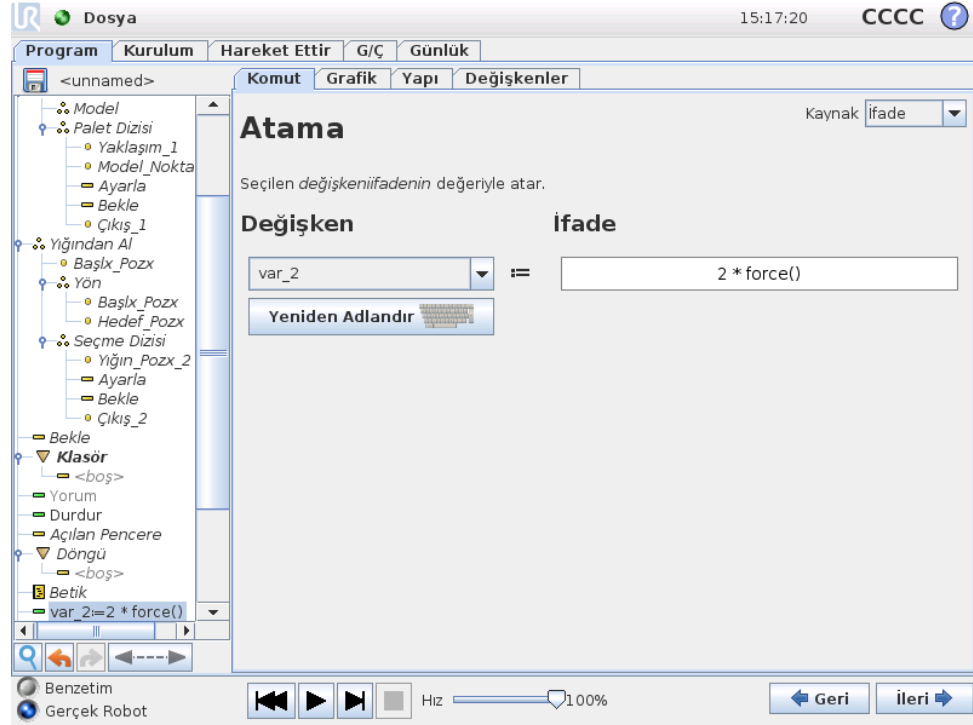 UR Dosya 15:17:20 CCCC ?
Program Kurulum Hareket Ettir G/Ç Günlük
<unnamed>
Komut Grafik Yapı Değişkenler
Model
Palet Dizisi
Yaklaşım_1
Model_Nokta
Ayarla
Bekle
Çıkış_1
Yığından Al
Başlx_Pozx
Yön
Başlx_Pozx
Hedef_Pozx
Seçme Dizisi
Yığın_Pozx_2
Ayarla
Bekle
Çıkış_2
Bekle
Klasör
<boş>
Yorum
Durdur
Açılan Pencere
Döngü
<boş>
Betik
var_2:=2 * force()
Atama
Kaynak İfade
Seçilen değişkeniifadenin değeriyle atar.
Değişken İfade
var_2 := 2 * force()
Yeniden Adlandır
Benzetim
Gerçek Robot
Hız 100%
Geri İleri